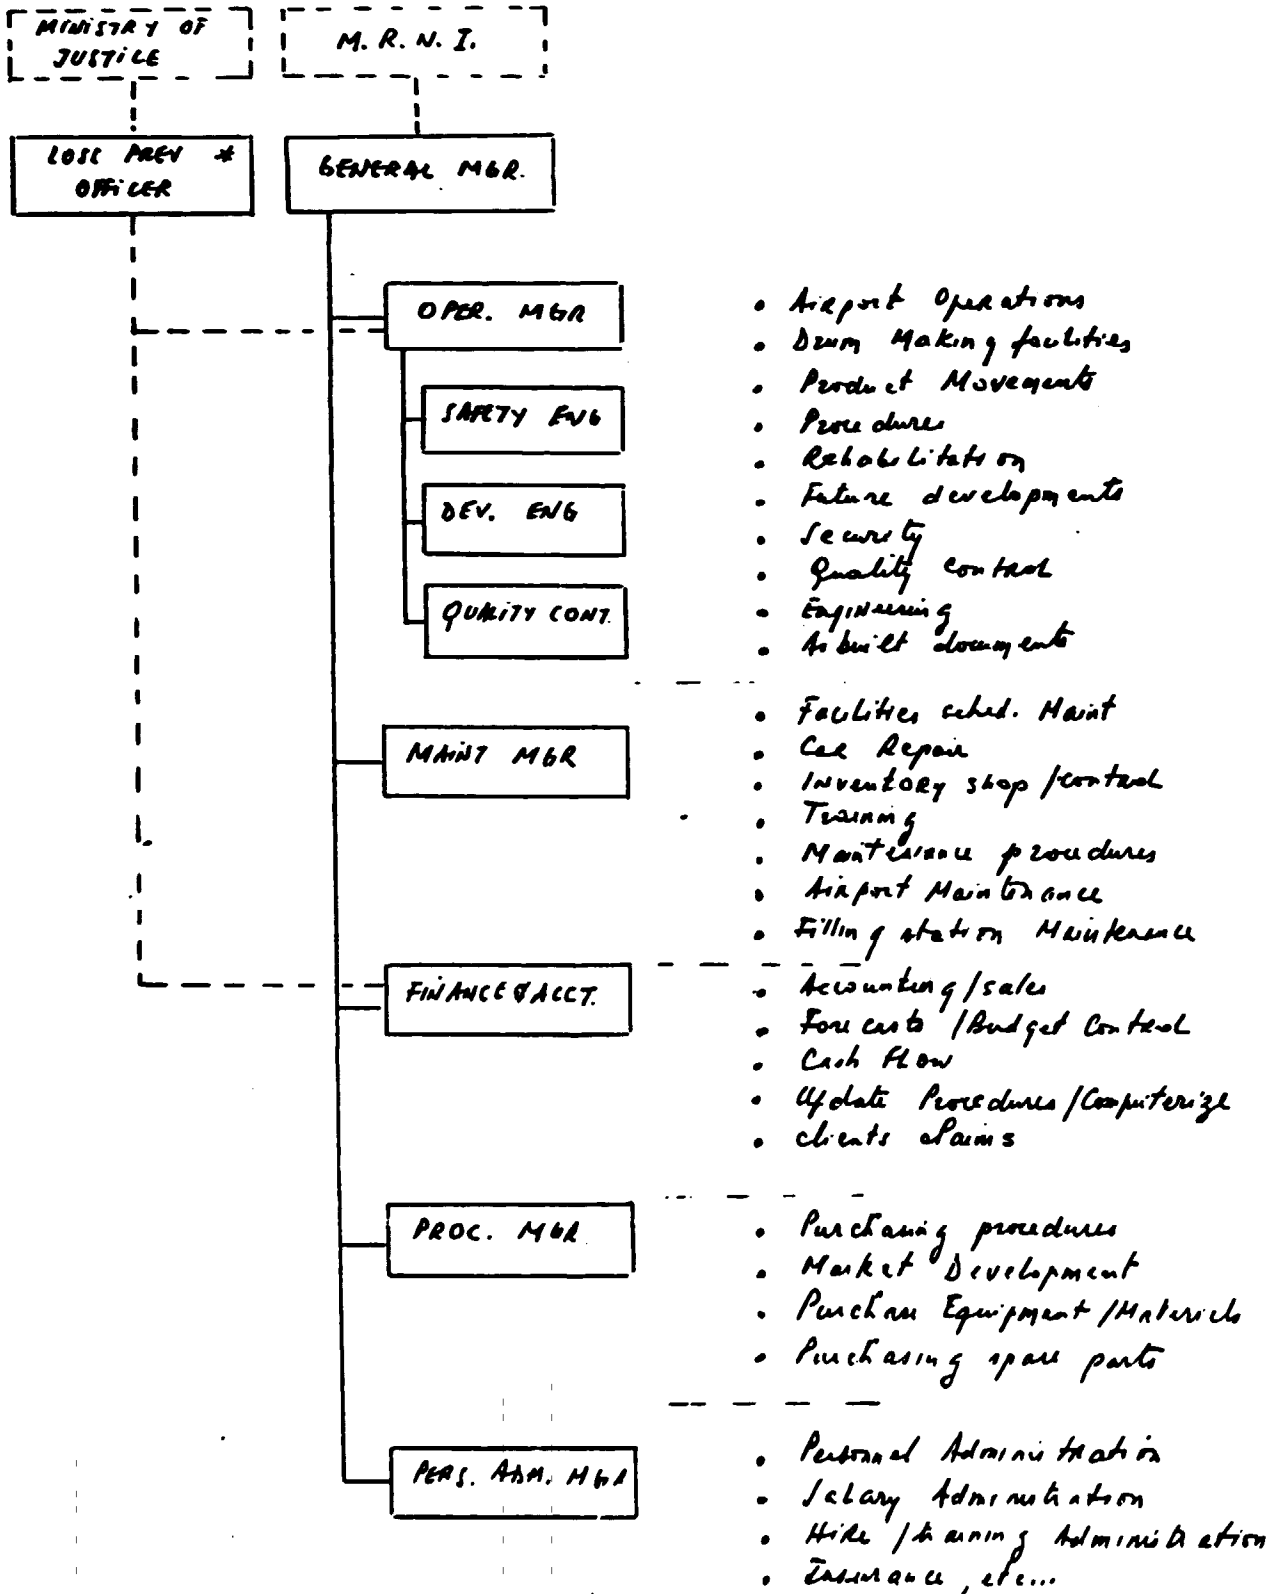 MINISTRY OF
JUSTICE
M. R. N. I.
LOSS PREV *
OFFICER
GENERAL MGR.
OPER. MGR
SAFETY ENG
DEV. ENG
QUALITY CONT.
• Airport Operations
• Drum Making facilities
• Product Movements
• Procedures
• Rehabilitation
• Future developments
• Security
• Quality control
• Engineering
• As built documents
MAINT MGR
• Facilities sched. Maint
• Car Repair
• Inventory shop/control
• Training
• Maintenance procedures
• Airport Maintenance
• Filling station Maintenance
FINANCE & ACCT.
• Accounting/sales
• Forecasts/Budget Control
• Cash Flow
• Update Procedures/Computerize
• clients claims
PROC. MGR
• Purchasing procedures
• Market Development
• Purchase Equipment/Materials
• Purchasing spare parts
PERS. ADM. MGR
• Personnel Administration
• Salary Administration
• Hire/training Administration
• Insurance, etc...